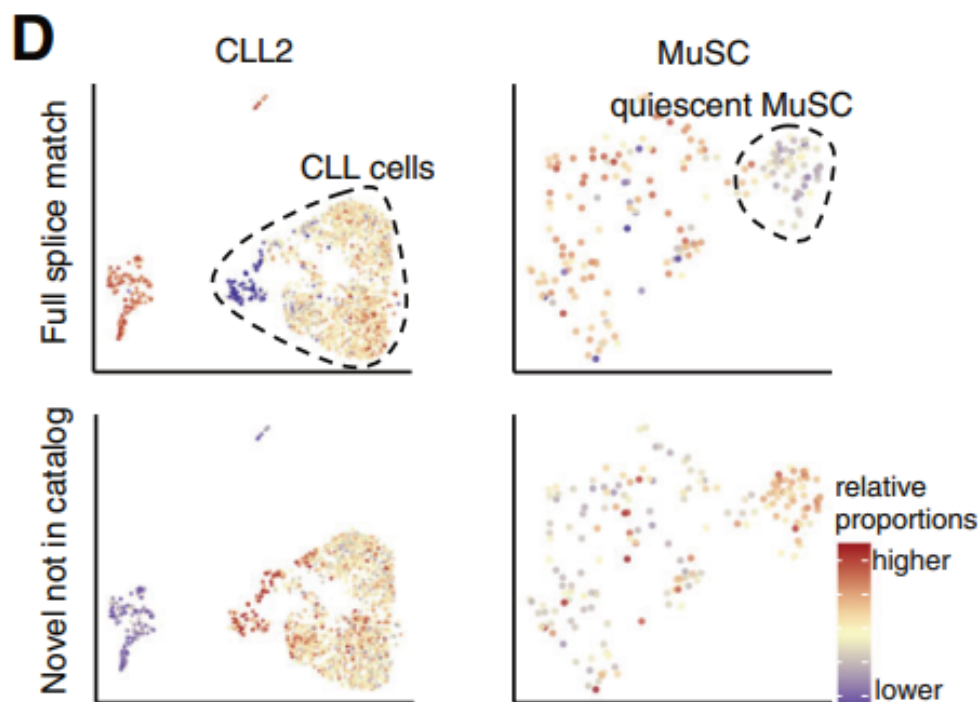 D
CLL2
MuSC
Full splice match
CLL cells
quiescent MuSC
Novel not in catalog
relative
proportions
higher
lower